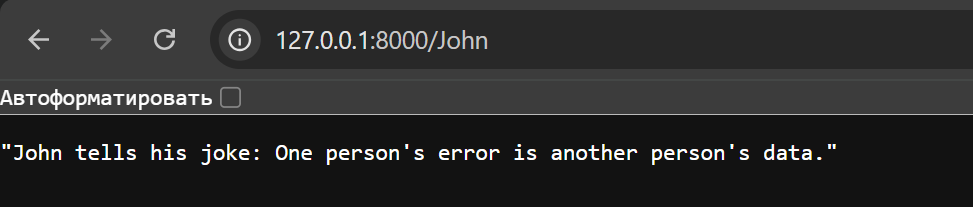 127.0.0.1:8000/John
Автоформатировать
"John tells his joke: One person's error is another person's data."